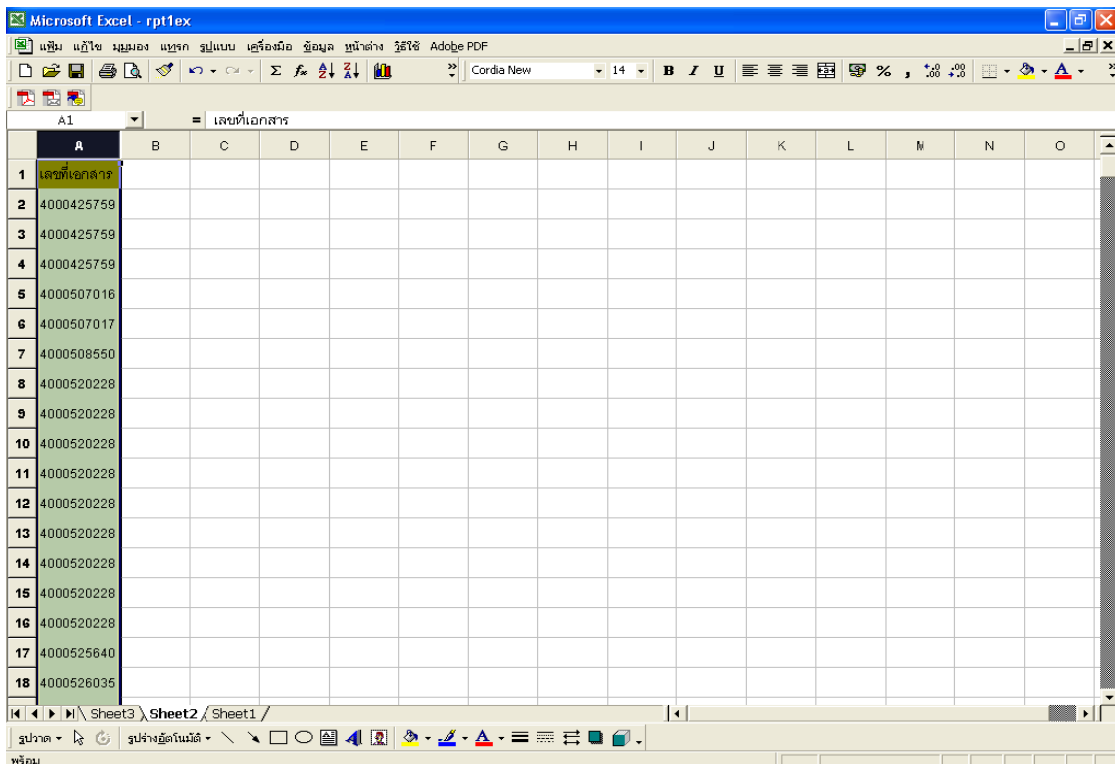 Microsoft Excel - rpt1ex
แฟ้ม แก้ไข มุมมอง แทรก รูปแบบ เครื่องมือ ข้อมูล หน้าต่าง วิธีใช้ Adobe PDF
Cordia New 14 B I U
A1 = เลขที่เอกสาร
A B C D E F G H I J K L M N O
1 เลขที่เอกสาร
2 4000425759
3 4000425759
4 4000425759
5 4000507016
6 4000507017
7 4000508550
8 4000520228
9 4000520228
10 4000520228
11 4000520228
12 4000520228
13 4000520228
14 4000520228
15 4000520228
16 4000520228
17 4000525640
18 4000526035
Sheet3 Sheet2 Sheet1
รูปวาด รูปร่างอัตโนมัติ
พร้อม